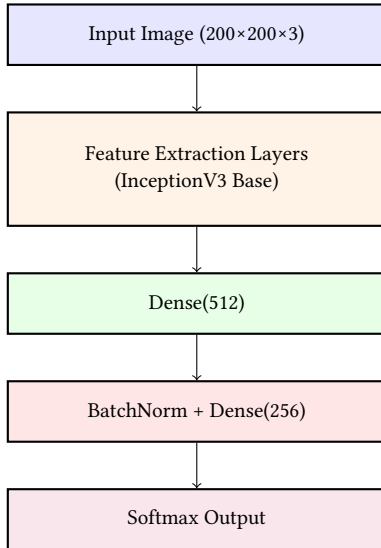 Input Image (200×200×3)
Feature Extraction Layers
(InceptionV3 Base)
Dense(512)
BatchNorm + Dense(256)
Softmax Output